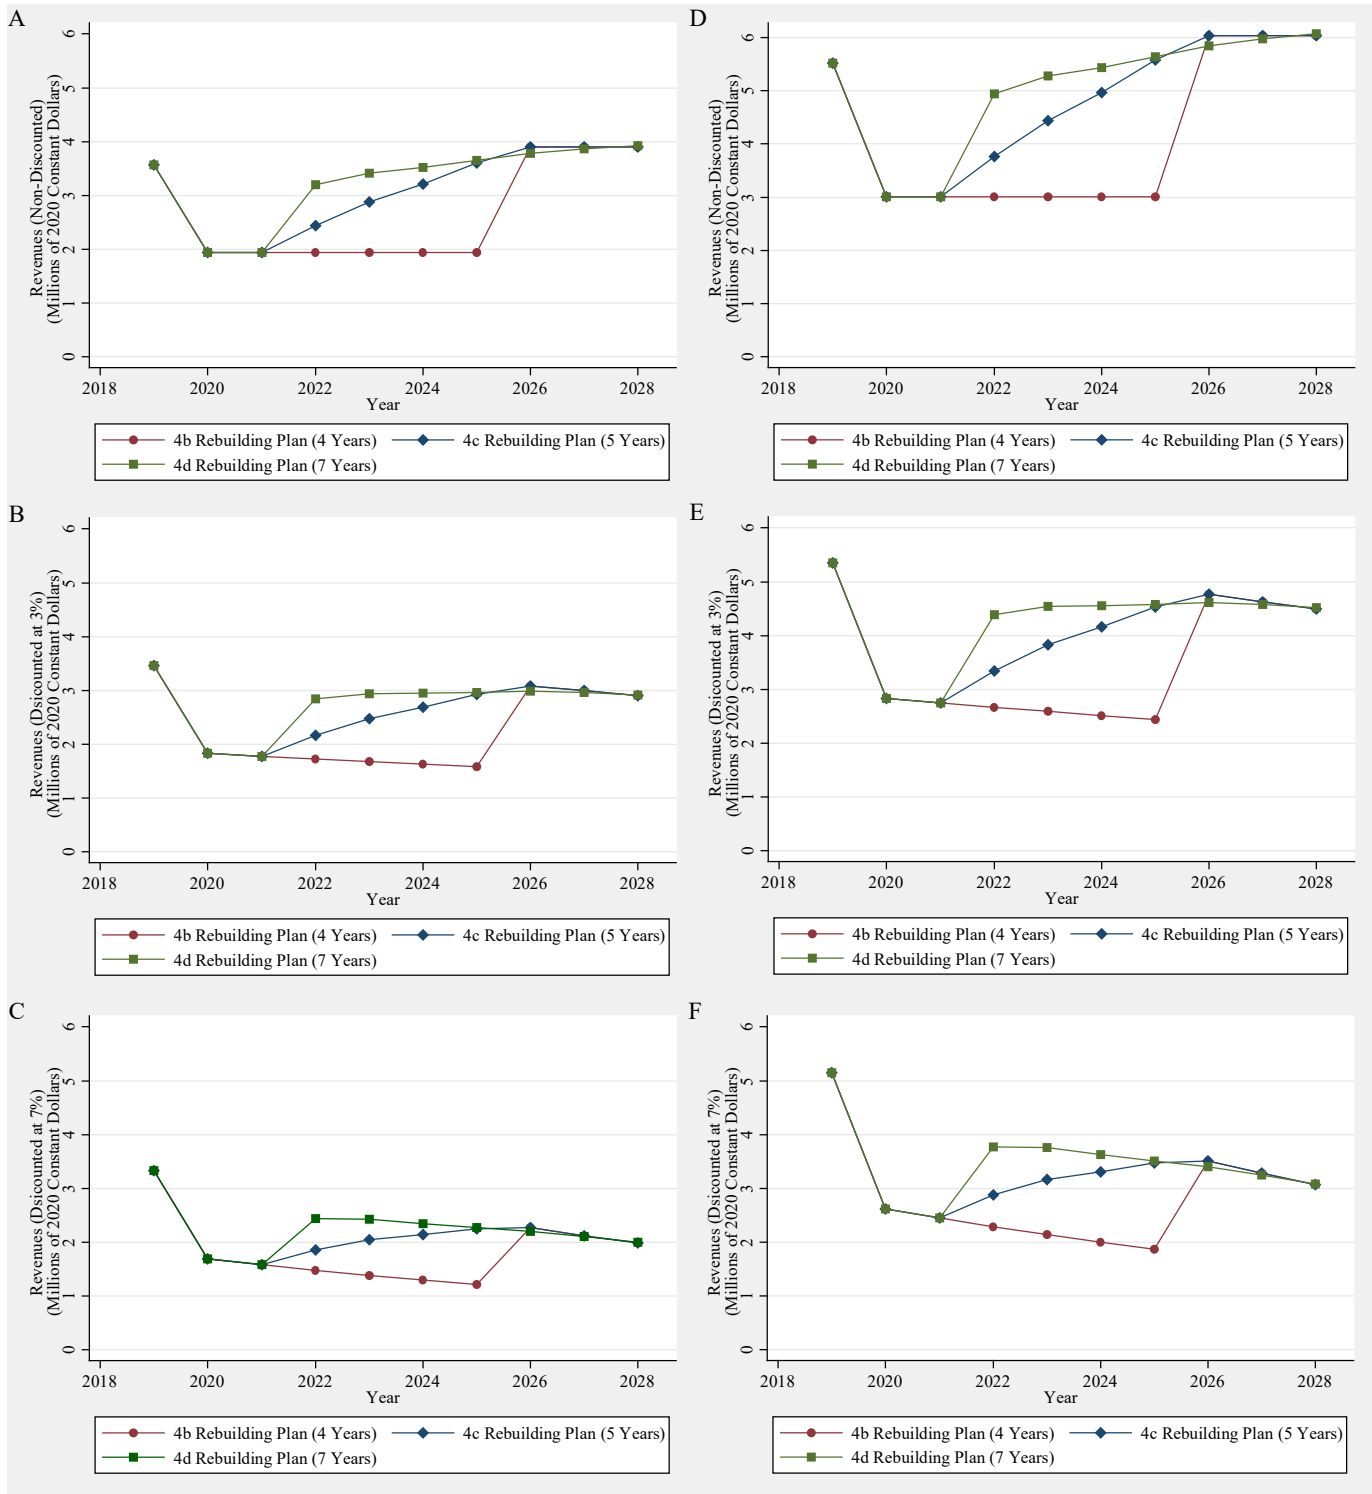 A
Revenues (Non-Discounted)
(Millions of 2020 Constant Dollars)
6
5
4
3
2
1
0
2018 2020 2022 2024 2026 2028
Year
4b Rebuilding Plan (4 Years) 4c Rebuilding Plan (5 Years)
4d Rebuilding Plan (7 Years)
D
Revenues (Non-Discounted)
(Millions of 2020 Constant Dollars)
6
5
4
3
2
1
0
2018 2020 2022 2024 2026 2028
Year
4b Rebuilding Plan (4 Years) 4c Rebuilding Plan (5 Years)
4d Rebuilding Plan (7 Years)
B
Revenues (Dsicounted at 3%)
(Millions of 2020 Constant Dollars)
6
5
4
3
2
1
0
2018 2020 2022 2024 2026 2028
Year
4b Rebuilding Plan (4 Years) 4c Rebuilding Plan (5 Years)
4d Rebuilding Plan (7 Years)
E
Revenues (Dsicounted at 3%)
(Millions of 2020 Constant Dollars)
6
5
4
3
2
1
0
2018 2020 2022 2024 2026 2028
Year
4b Rebuilding Plan (4 Years) 4c Rebuilding Plan (5 Years)
4d Rebuilding Plan (7 Years)
C
Revenues (Dsicounted at 7%)
(Millions of 2020 Constant Dollars)
6
5
4
3
2
1
0
2018 2020 2022 2024 2026 2028
Year
4b Rebuilding Plan (4 Years) 4c Rebuilding Plan (5 Years)
4d Rebuilding Plan (7 Years)
F
Revenues (Dsicounted at 7%)
(Millions of 2020 Constant Dollars)
6
5
4
3
2
1
0
2018 2020 2022 2024 2026 2028
Year
4b Rebuilding Plan (4 Years) 4c Rebuilding Plan (5 Years)
4d Rebuilding Plan (7 Years)